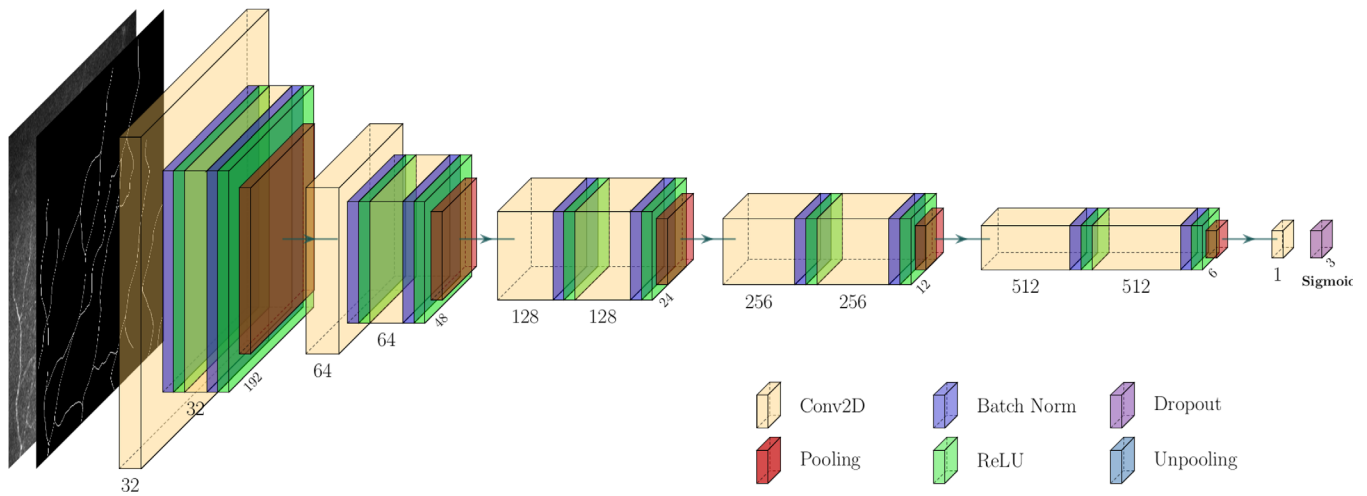 32
32
192
64
64
48
128
128
24
256
256
12
512
512
6
1
3
Sigmoic
Conv2D
Batch Norm
Dropout
Pooling
ReLU
Unpooling